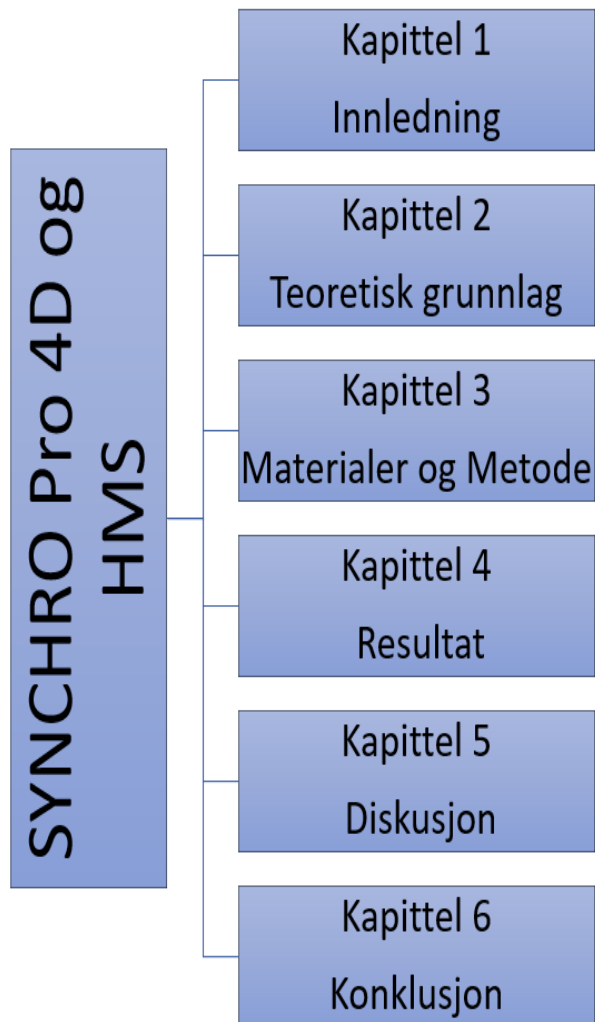 SYNCHRO Pro 4D og
HMS
Kapittel 1
Innledning
Kapittel 2
Teoretisk grunnlag
Kapittel 3
Materialer og Metode
Kapittel 4
Resultat
Kapittel 5
Diskusjon
Kapittel 6
Konklusjon